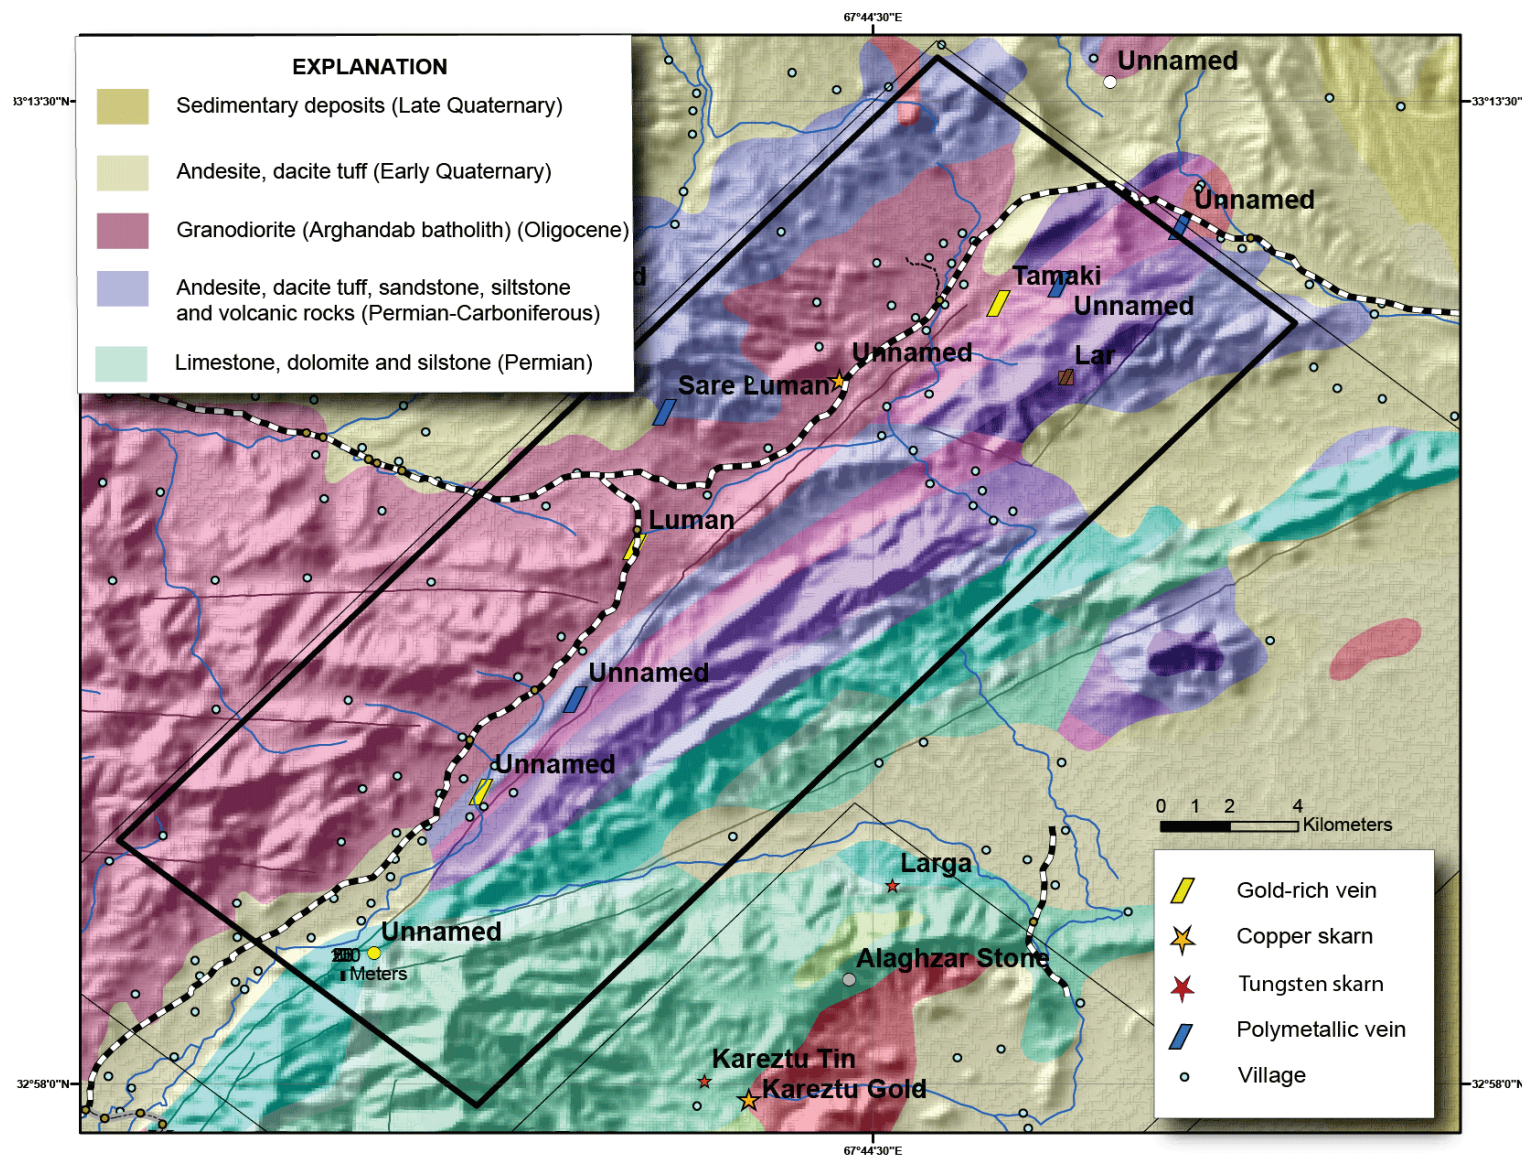 67°44'30"E
EXPLANATION
Sedimentary deposits (Late Quaternary)
Andesite, dacite tuff (Early Quaternary)
Granodiorite (Arghandab batholith) (Oligocene)
Andesite, dacite tuff, sandstone, siltstone
and volcanic rocks (Permian-Carboniferous)
Limestone, dolomite and silstone (Permian)
33°13'30"N
33°13'30"
Unnamed
Unnamed
d
Tamaki
Unnamed
Unnamed
Lar
Sare Luman
Luman
Unnamed
Unnamed
0 1 2 4
Kilometers
Larga
Unnamed
Meters
Alaghzar Stone
Kareztu Tin
Kareztu Gold
Gold-rich vein
Copper skarn
Tungsten skarn
Polymetallic vein
Village
32°58'0"N
32°58'0"N
67°44'30"E